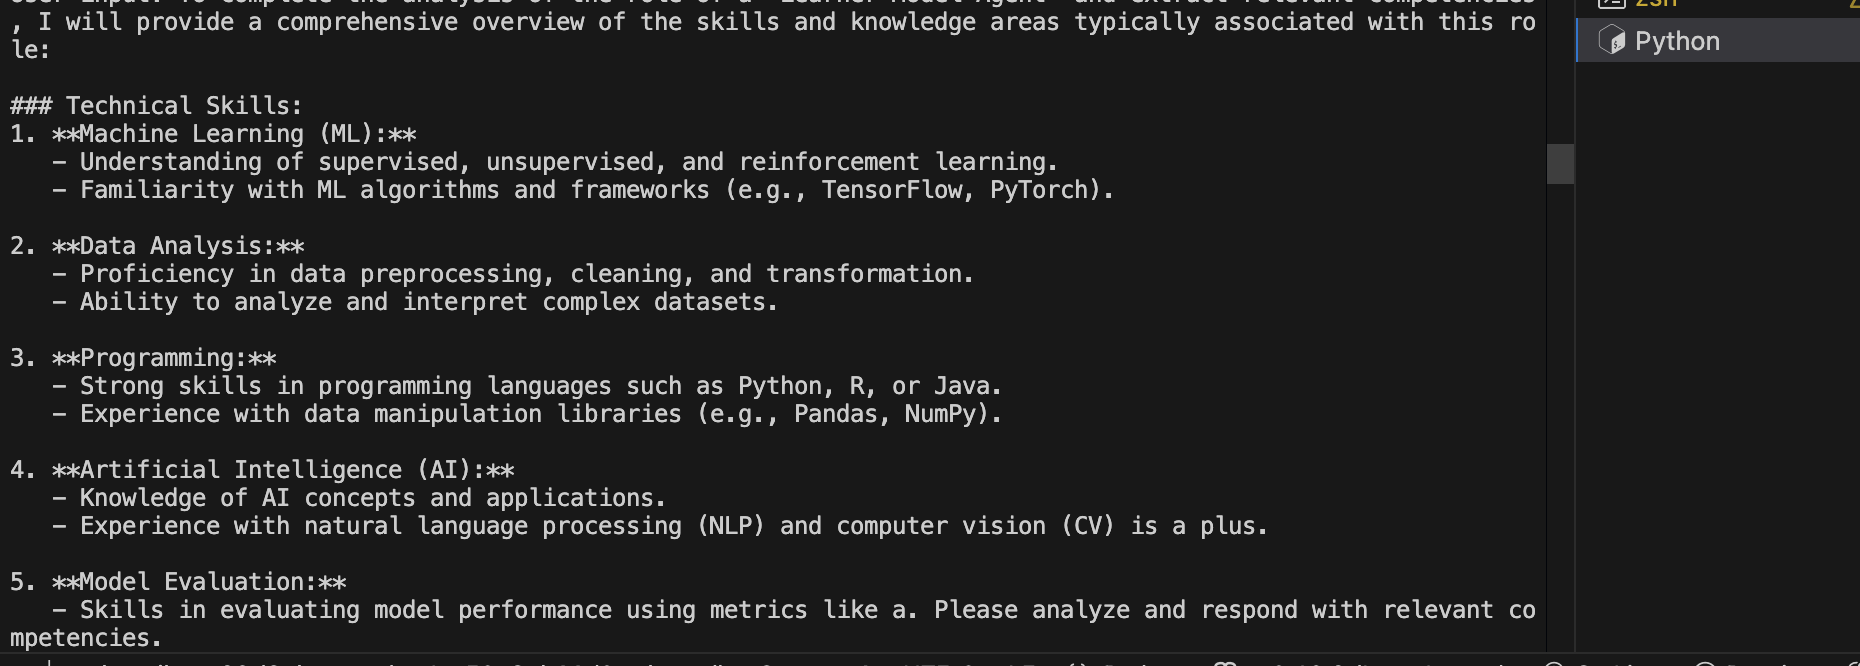 , I will provide a comprehensive overview of the skills and knowledge areas typically associated with this ro
le:
### Technical Skills:
1. **Machine Learning (ML):**
– Understanding of supervised, unsupervised, and reinforcement learning.
– Familiarity with ML algorithms and frameworks (e.g., TensorFlow, PyTorch).
2. **Data Analysis:**
– Proficiency in data preprocessing, cleaning, and transformation.
– Ability to analyze and interpret complex datasets.
3. **Programming:**
– Strong skills in programming languages such as Python, R, or Java.
– Experience with data manipulation libraries (e.g., Pandas, NumPy).
4. **Artificial Intelligence (AI):**
– Knowledge of AI concepts and applications.
– Experience with natural language processing (NLP) and computer vision (CV) is a plus.
5. **Model Evaluation:**
– Skills in evaluating model performance using metrics like a. Please analyze and respond with relevant co
mpetencies.
zsh
Python